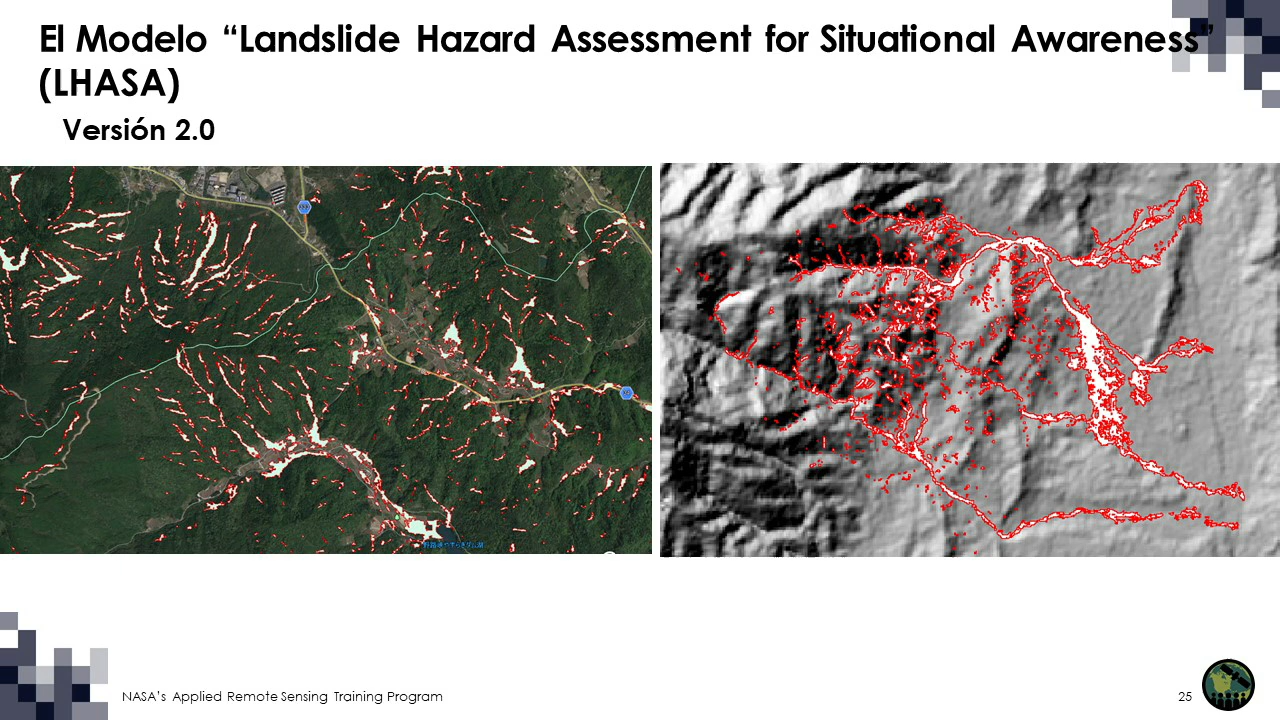 El Modelo “Landslide Hazard Assessment for Situational Awareness”
(LHASA)
Versión 2.0
NASA’s Applied Remote Sensing Training Program
25